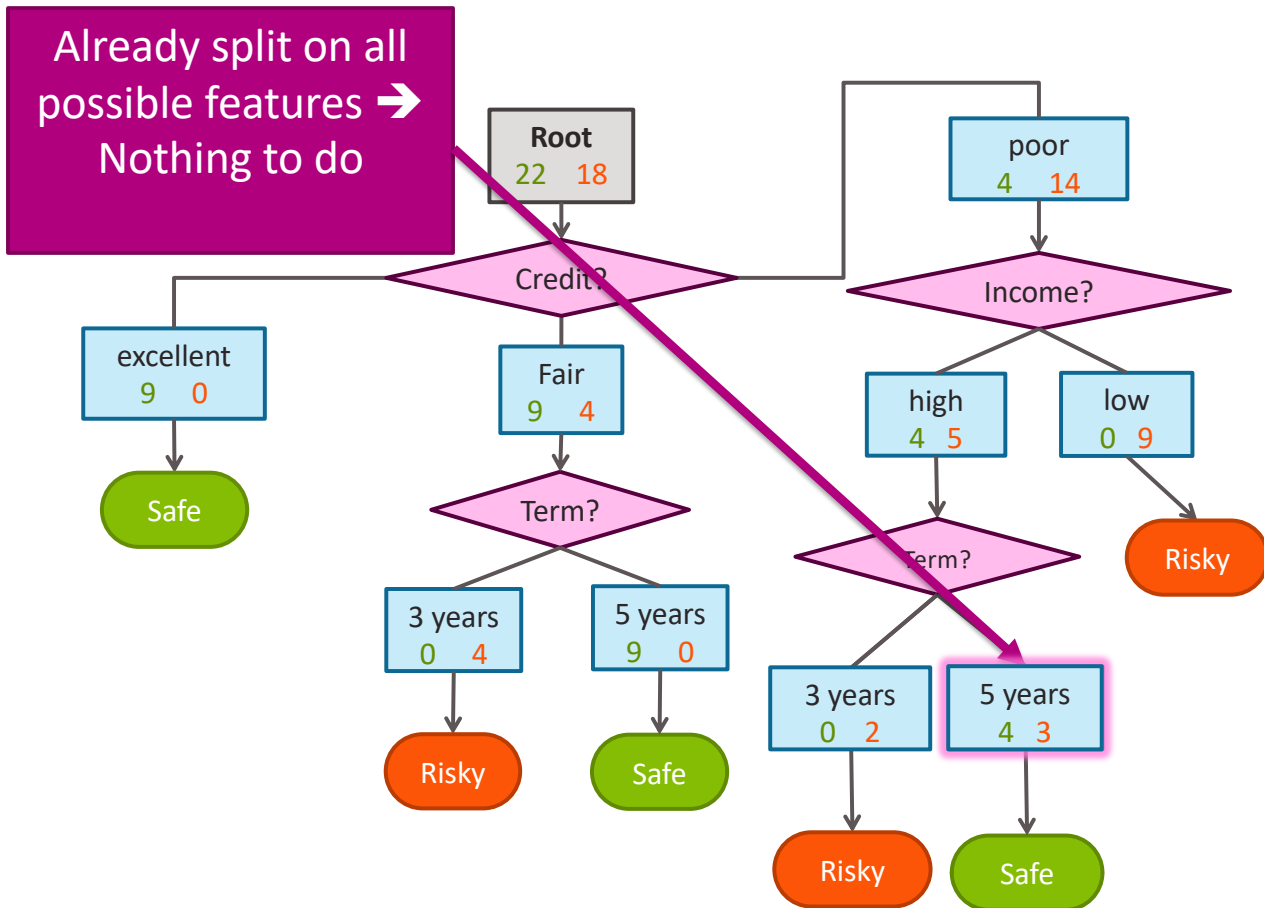 Already split on all
possible features ➔
Nothing to do
Root
22 18
poor
4 14
Credit?
Income?
excellent
9 0
Fair
9 4
high
4 5
low
0 9
Safe
Term?
Term?
Risky
3 years
0 4
5 years
9 0
3 years
0 2
5 years
4 3
Risky
Safe
Risky
Safe